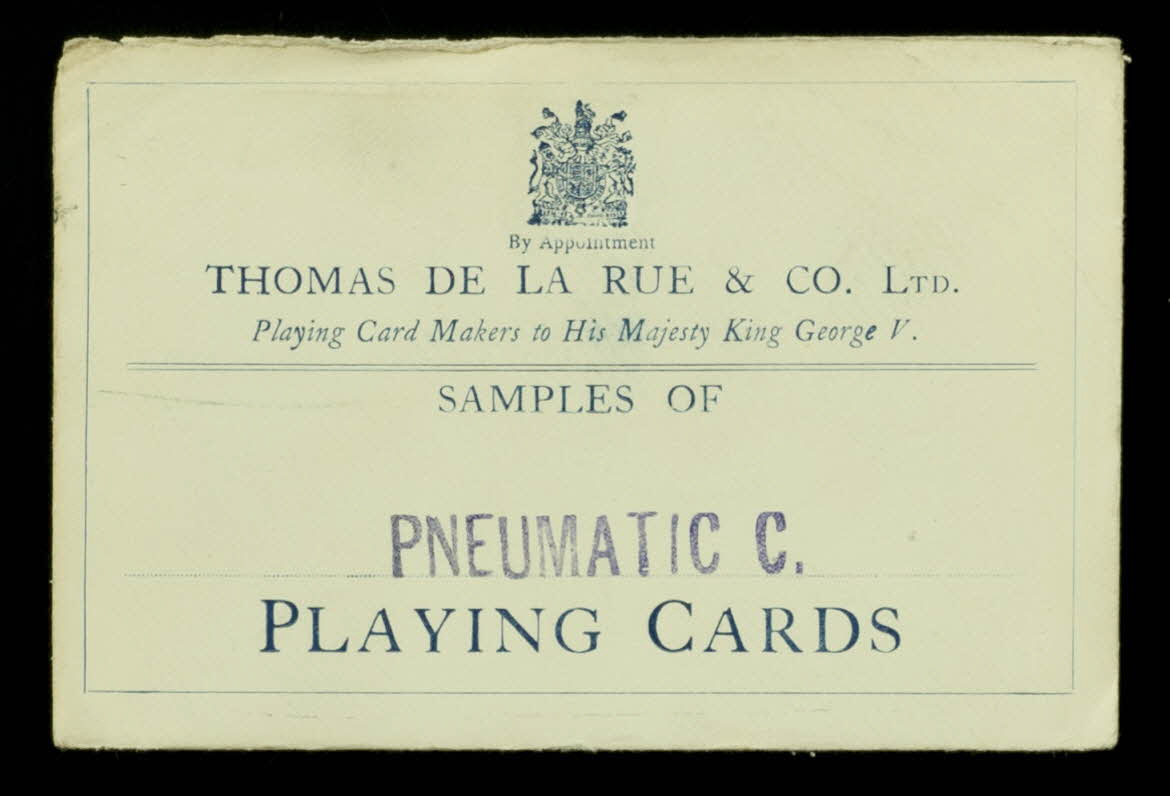 By Appointment
THOMAS DE LA RUE & CO. LTD.
Playing Card Makers to His Majesty King George V.
SAMPLES OF
PNEUMATIC C.
PLAYING CARDS